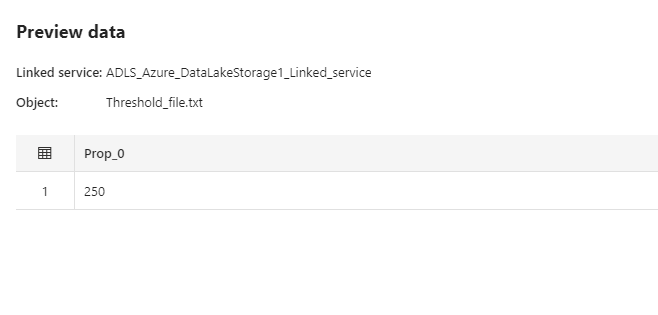 Preview data
Linked service: ADLS_Azure_DataLakeStorage1_Linked_service
Object: Threshold_file.txt
Prop_0
1 250